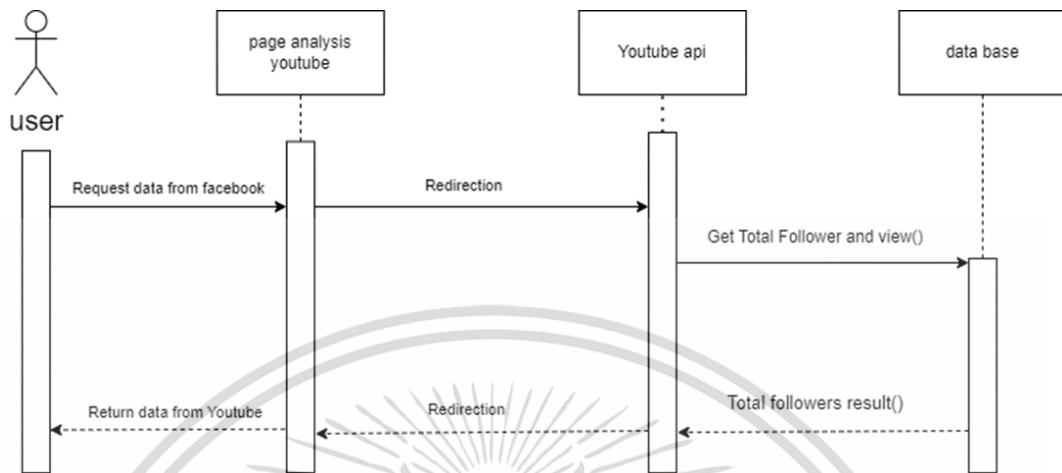 page analysis
youtube
Youtube api
data base
user
Request data from facebook
Redirection
Get Total Follower and view()
Return data from Youtube
Redirection
Total followers result()